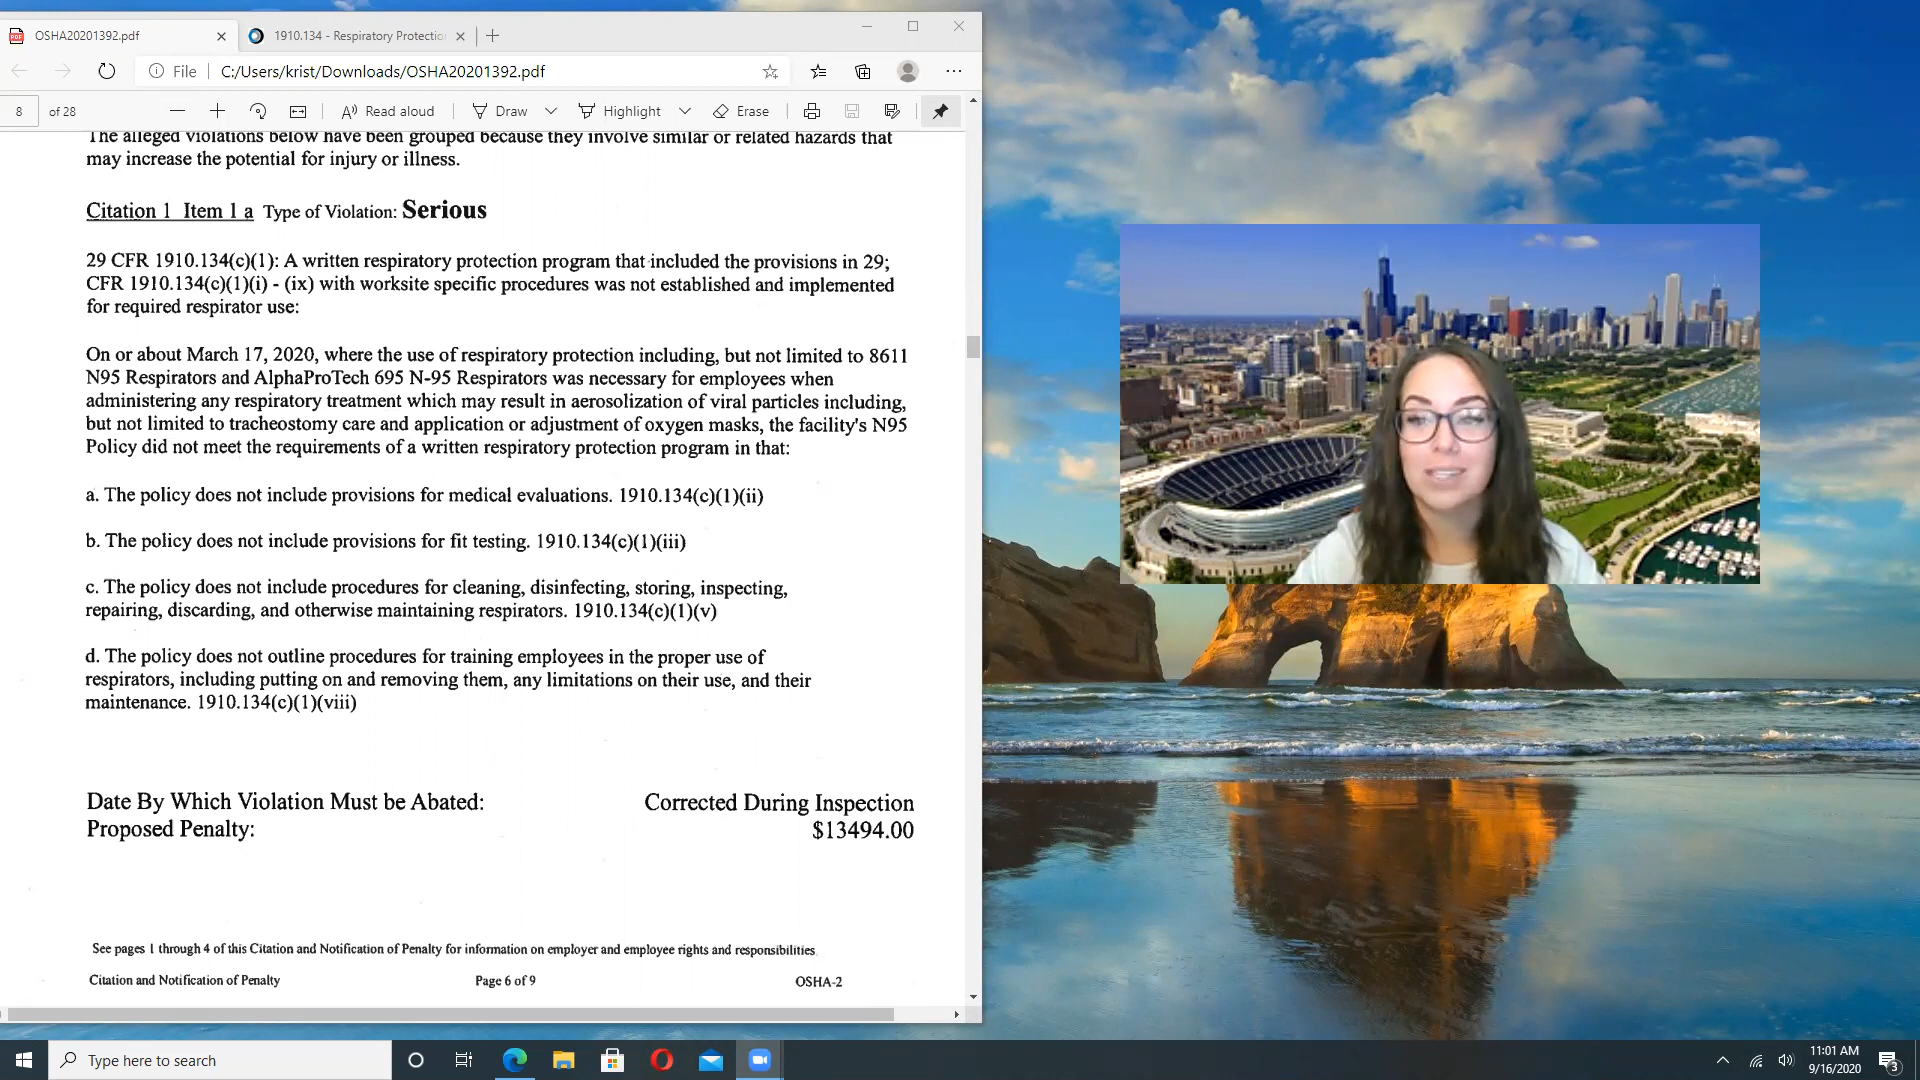 OSHA20201392.pdf
1910.134 - Respiratory Protectio
File
C:/Users/krist/Downloads/OSHA20201392.pdf
8 of 28
Read aloud
Draw
Highlight
Erase
The alleged violations below have been grouped because they involve similar or related hazards that
may increase the potential for injury or illness.
Citation 1 Item 1 a Type of Violation: Serious
29 CFR 1910.134(c)(1): A written respiratory protection program that included the provisions in 29;
CFR 1910.134(c)(1)(i) - (ix) with worksite specific procedures was not established and implemented
for required respirator use:
On or about March 17, 2020, where the use of respiratory protection including, but not limited to 8611
N95 Respirators and AlphaProTech 695 N-95 Respirators was necessary for employees when
administering any respiratory treatment which may result in aerosolization of viral particles including,
but not limited to tracheostomy care and application or adjustment of oxygen masks, the facility's N95
Policy did not meet the requirements of a written respiratory protection program in that:
a. The policy does not include provisions for medical evaluations. 1910.134(c)(1)(ii)
b. The policy does not include provisions for fit testing. 1910.134(c)(1)(iii)
c. The policy does not include procedures for cleaning, disinfecting, storing, inspecting,
repairing, discarding, and otherwise maintaining respirators. 1910.134(c)(1)(v)
d. The policy does not outline procedures for training employees in the proper use of
respirators, including putting on and removing them, any limitations on their use, and their
maintenance. 1910.134(c)(1)(viii)
Date By Which Violation Must be Abated: Corrected During Inspection
Proposed Penalty: $13494.00
See pages 1 through 4 of this Citation and Notification of Penalty for information on employer and employee rights and responsibilities
Citation and Notification of Penalty Page 6 of 9 OSHA-2
Type here to search
11:01 AM
9/16/2020
3